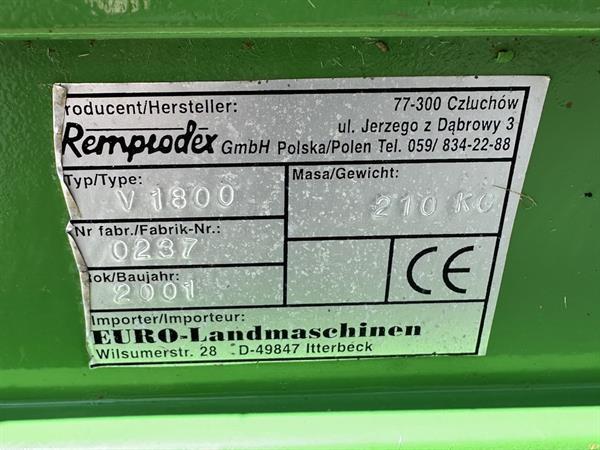 roducent/Hersteller:
77-300 Człuchów
ul. Jerzego z Dąbrowy 3
Remprodex GmbH Polska/Polen Tel. 059/ 834-22-88
Typ/Type:
V 1800
Masa/Gewicht:
210 KG
Nr fabr./Fabrik-Nr.:
0237
ok/Baujahr:
2001
CE
Importer/Importeur:
EURO-Landmaschinen
Wilsumerstr. 28 D-49847 Itterbeck